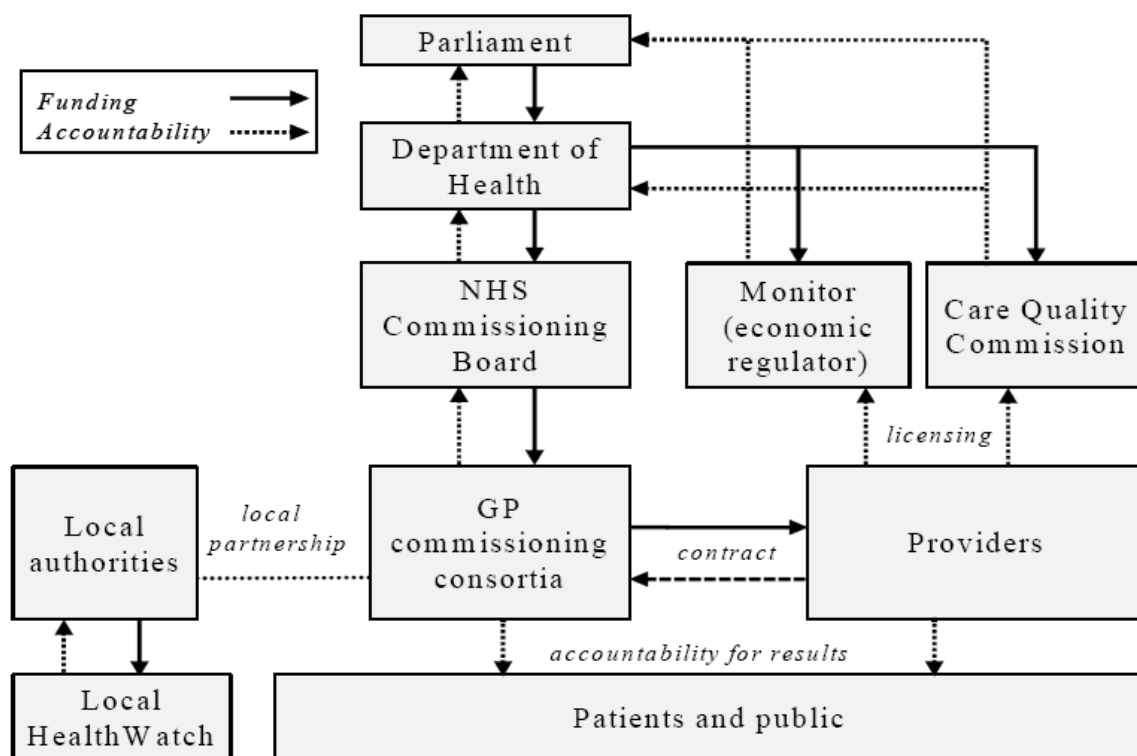 Parliament
Funding
Accountability
Department of
Health
NHS
Commissioning
Board
Monitor
(economic
regulator)
Care Quality
Commission
licensing
Local
authorities
local
partnership
GP
commissioning
consortia
contract
Providers
accountability for results
Local
HealthWatch
Patients and public